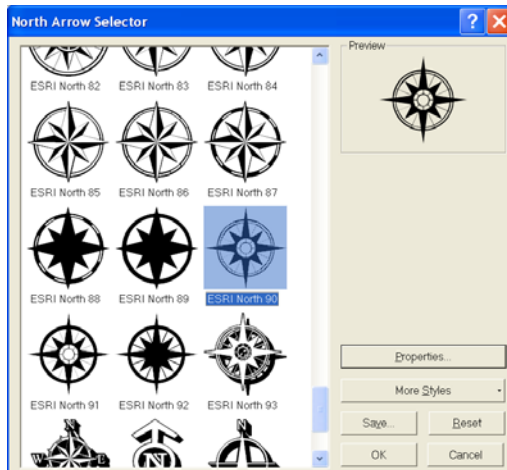 North Arrow Selector
Preview
ESRI North 82 ESRI North 83 ESRI North 84
ESRI North 85 ESRI North 86 ESRI North 87
ESRI North 88 ESRI North 89 ESRI North 90
ESRI North 91 ESRI North 92 ESRI North 93
Properties...
More Styles
Save... Reset
OK Cancel
N
W E
N
N